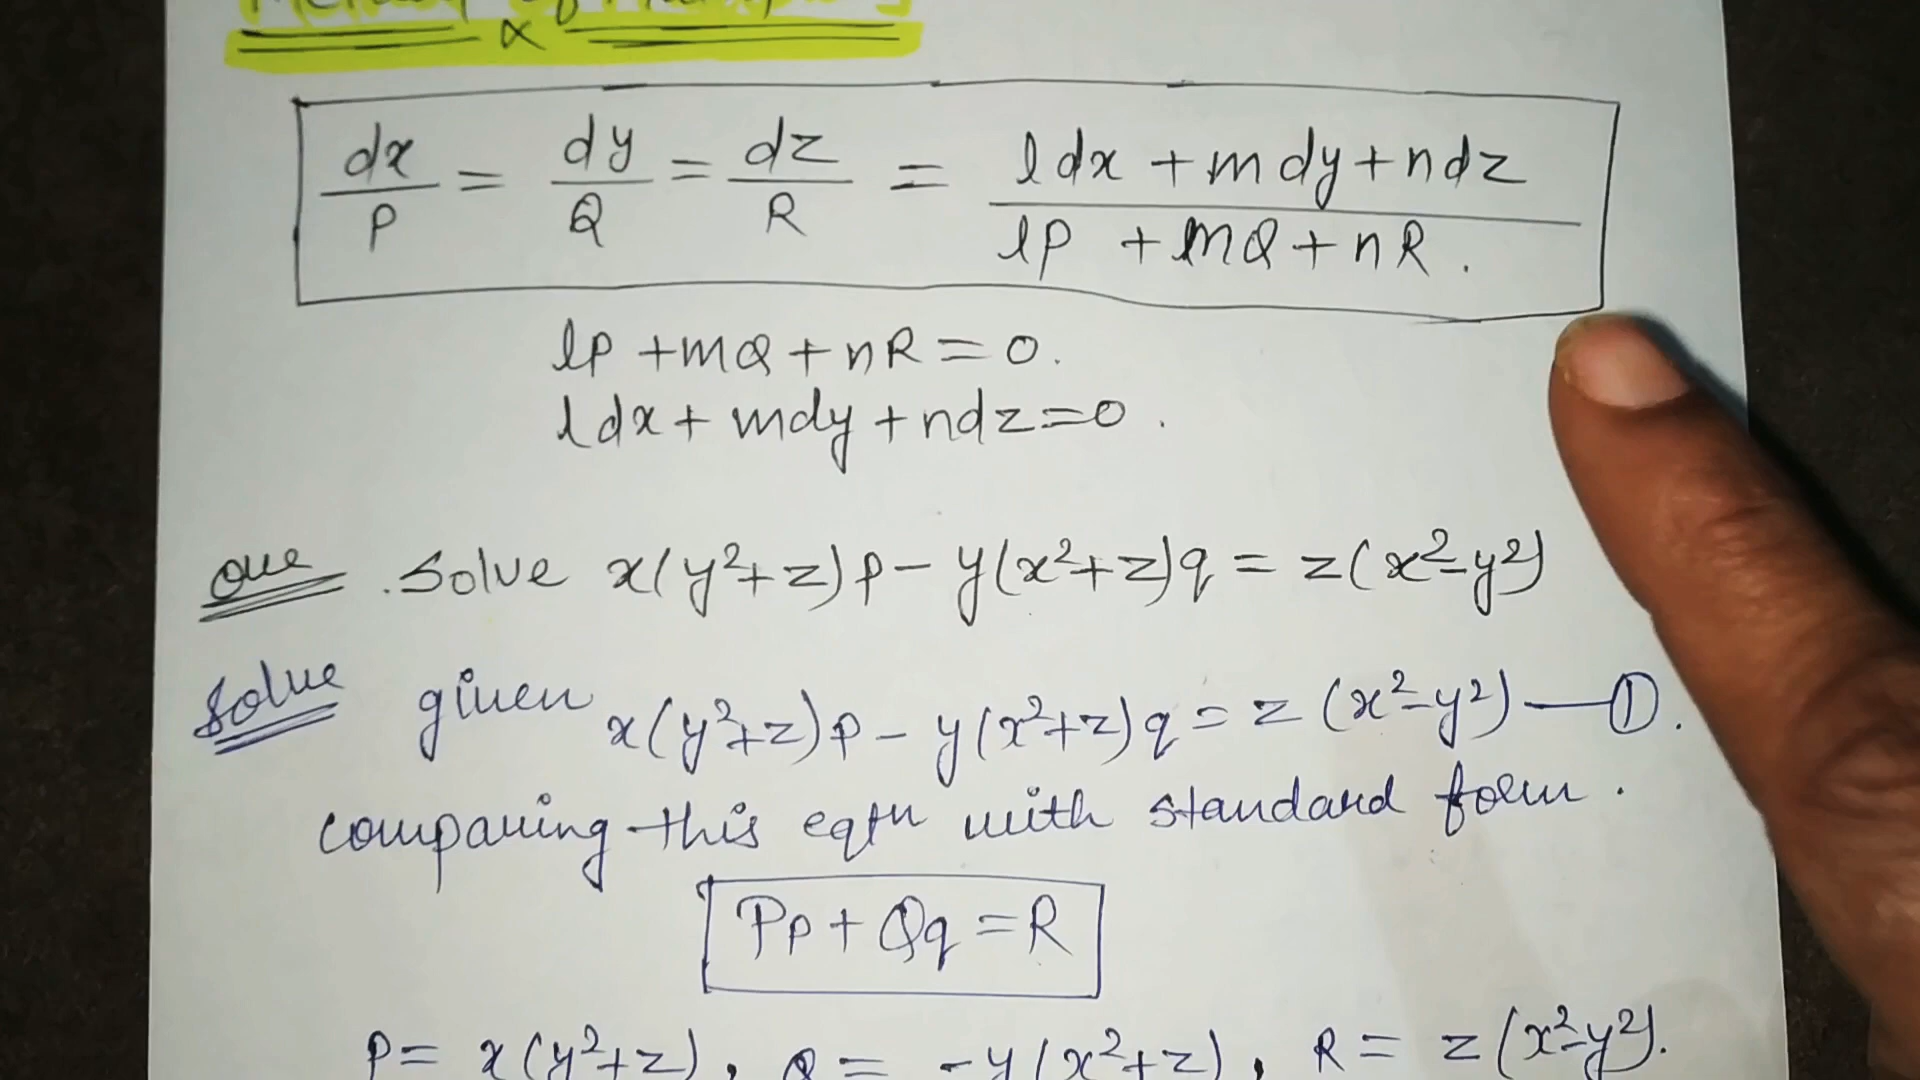 dx/P = dy/Q = dz/R = ldx + mdy + ndz / lP + mQ + nR.
lP + mQ + nR = 0.
ldx + mdy + ndz = 0.
Que . Solve x(y²+z)p - y(x²+z)q = z(x²-y²)
Solve given x(y²+z)p - y(x²+z)q = z(x²-y²) — ①.
comparing this eqtn with standard form.
Pp + Qq = R
P = x(y²+z), Q = -y(x²+z), R = z(x²-y²).